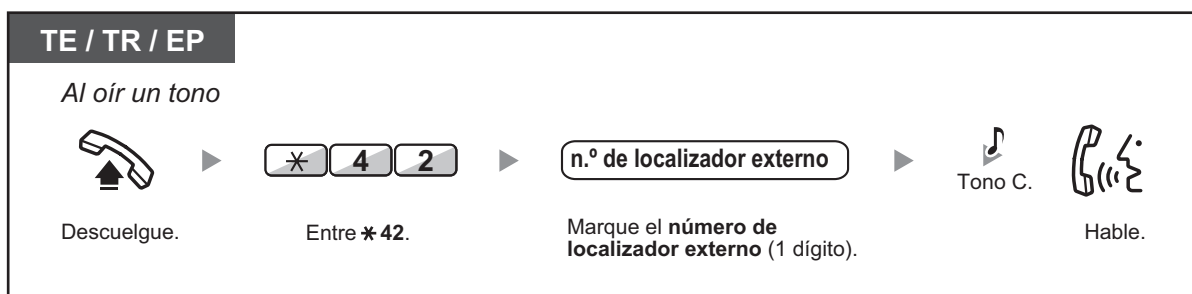 TE / TR / EP
Al oír un tono
* 4 2
n.º de localizador externo
Tono C.
Descuelgue.
Entre * 42.
Marque el número de
localizador externo (1 dígito).
Hable.